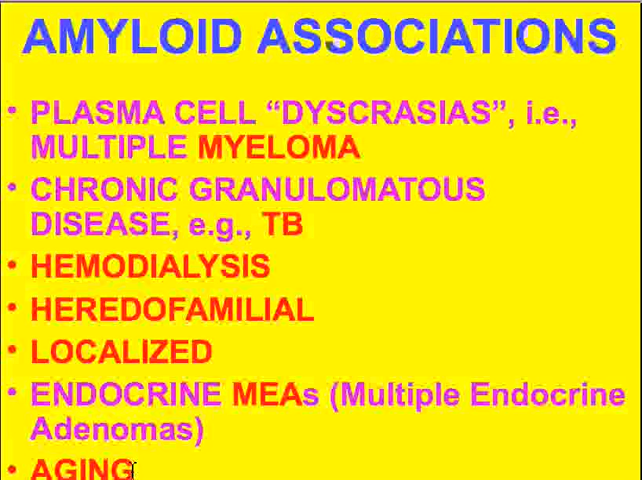 AMYLOID ASSOCIATIONS
• PLASMA CELL “DYSCRASIAS”, i.e.,
MULTIPLE MYELOMA
• CHRONIC GRANULOMATOUS
DISEASE, e.g., TB
• HEMODIALYSIS
• HEREDOFAMILIAL
• LOCALIZED
• ENDOCRINE MEAs (Multiple Endocrine
Adenomas)
• AGING